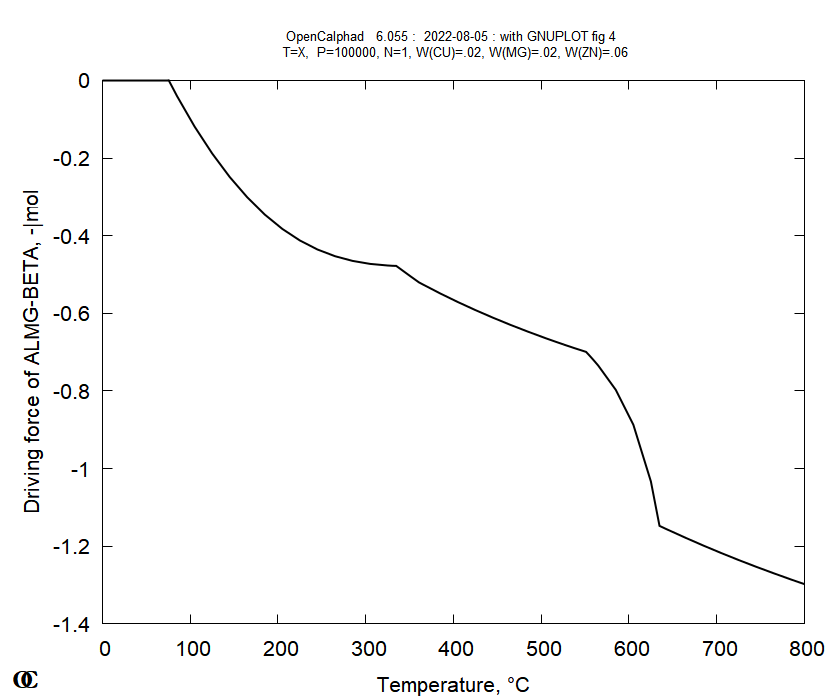 OpenCalphad 6.055 : 2022-08-05 : with GNUPLOT fig 4
T=X, P=100000, N=1, W(CU)=.02, W(MG)=.02, W(ZN)=.06
0
-0.2
-0.4
-0.6
-0.8
-1
-1.2
-1.4
Driving force of ALMG-BETA, -|mol
0 100 200 300 400 500 600 700 800
Temperature, °C
OC